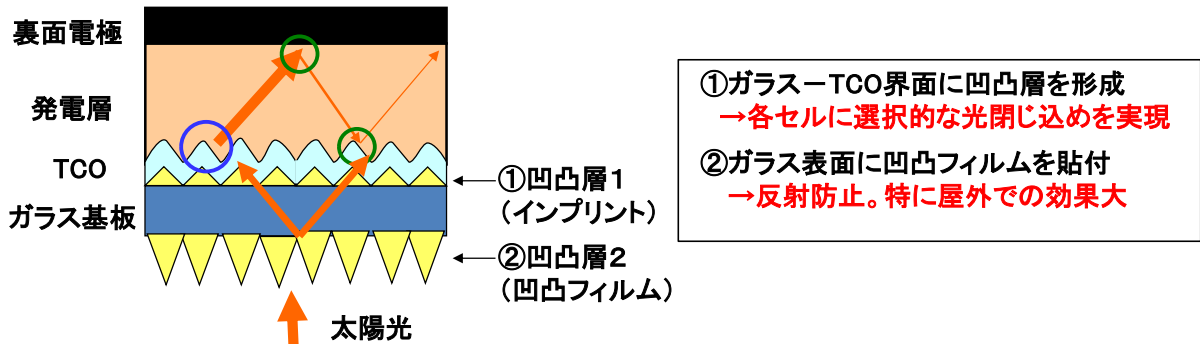 裏面電極
発電層
TCO
ガラス基板
①凹凸層1
（インプリント）
②凹凸層2
（凹凸フィルム）
太陽光
①ガラス－TCO界面に凹凸層を形成
→各セルに選択的な光閉じ込めを実現
②ガラス表面に凹凸フィルムを貼付
→反射防止。特に屋外での効果大